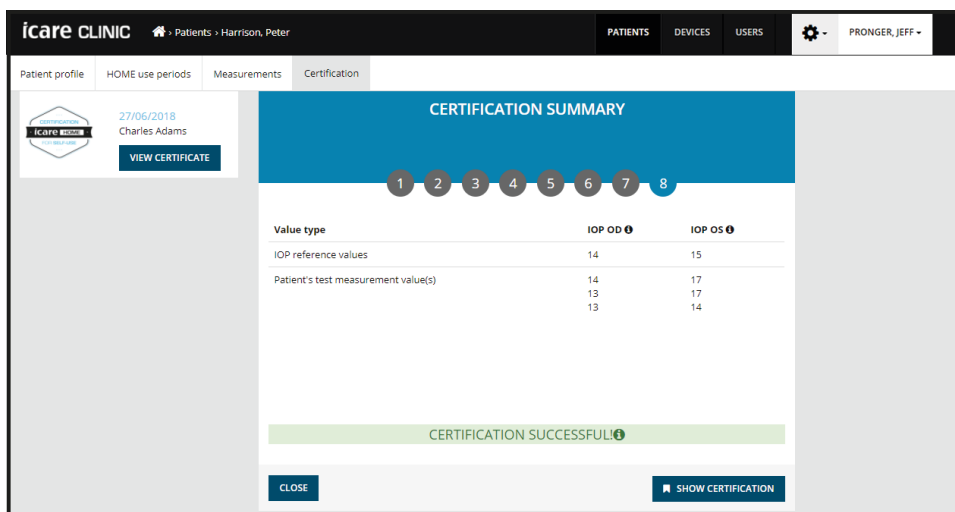 icare CLINIC › Patients › Harrison, Peter PATIENTS DEVICES USERS PRONGER, JEFF
Patient profile HOME use periods Measurements Certification
CERTIFICATION
icare HOME
FOR SELF-USE
27/06/2018
Charles Adams
VIEW CERTIFICATE
CERTIFICATION SUMMARY
1 2 3 4 5 6 7 8
Value type IOP OD IOP OS
IOP reference values 14 15
Patient's test measurement value(s) 14 17
13 17
13 14
CERTIFICATION SUCCESSFUL!
CLOSE SHOW CERTIFICATION